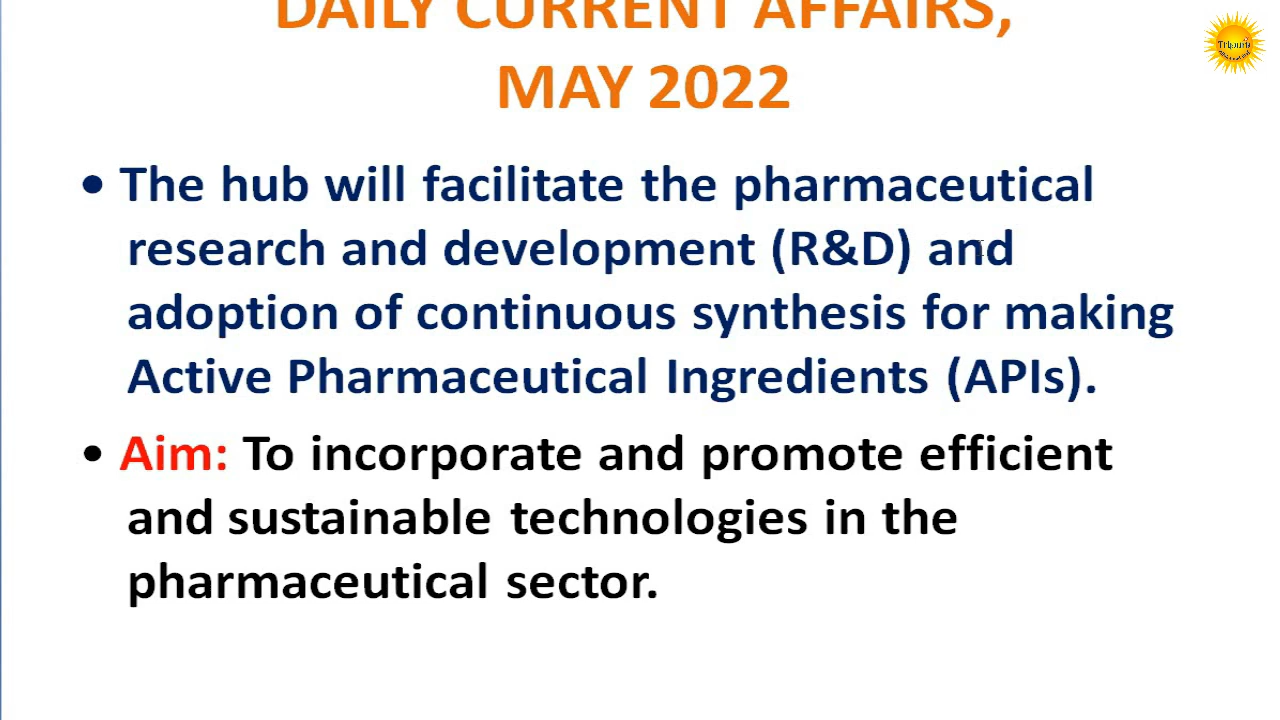 DAILY CURRENT AFFAIRS,
MAY 2022
• The hub will facilitate the pharmaceutical
research and development (R&D) and
adoption of continuous synthesis for making
Active Pharmaceutical Ingredients (APIs).
• Aim: To incorporate and promote efficient
and sustainable technologies in the
pharmaceutical sector.